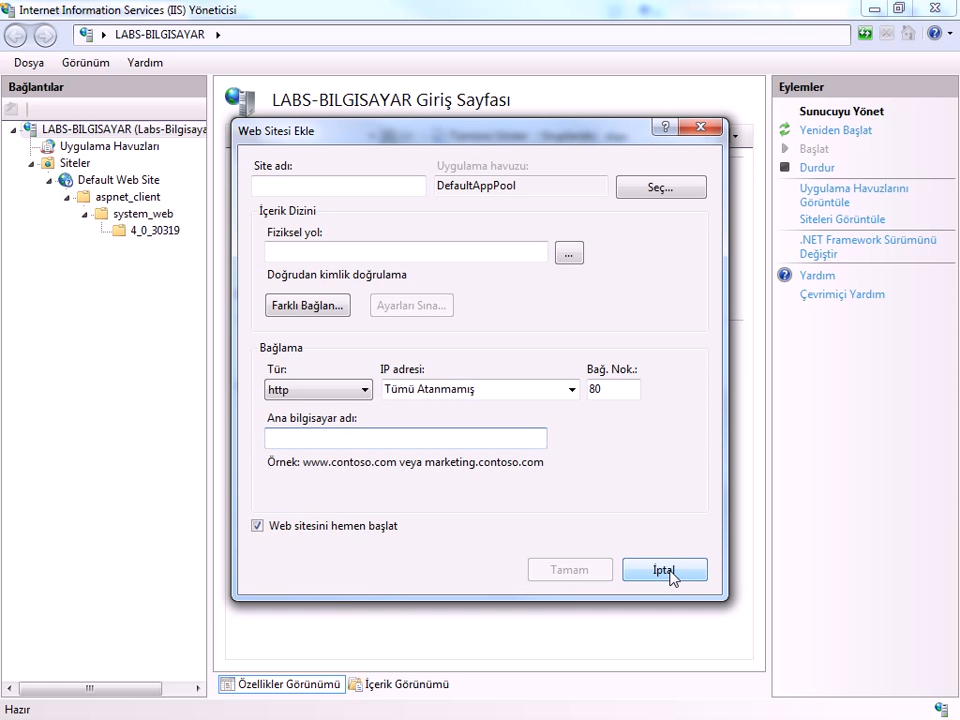 Internet Information Services (IIS) Yöneticisi
LABS-BILGISAYAR
Dosya Görünüm Yardım
Bağlantılar
LABS-BILGISAYAR (Labs-Bilgisaya
Uygulama Havuzları
Siteler
Default Web Site
aspnet_client
system_web
4_0_30319
LABS-BILGISAYAR Giriş Sayfası
Web Sitesi Ekle
Site adı:
Uygulama havuzu:
DefaultAppPool
Seç...
İçerik Dizini
Fiziksel yol:
...
Doğrudan kimlik doğrulama
Farklı Bağlan...
Ayarları Sına...
Bağlama
Tür:
IP adresi:
Bağ. Nok.:
http
Tümü Atanmamış
80
Ana bilgisayar adı:
Örnek: www.contoso.com veya marketing.contoso.com
Web sitesini hemen başlat
Tamam
İptal
Özellikler Görünümü
İçerik Görünümü
Eylemler
Sunucuyu Yönet
Yeniden Başlat
Başlat
Durdur
Uygulama Havuzlarını
Görüntüle
Siteleri Görüntüle
.NET Framework Sürümünü
Değiştir
Yardım
Çevrimiçi Yardım
Hazır